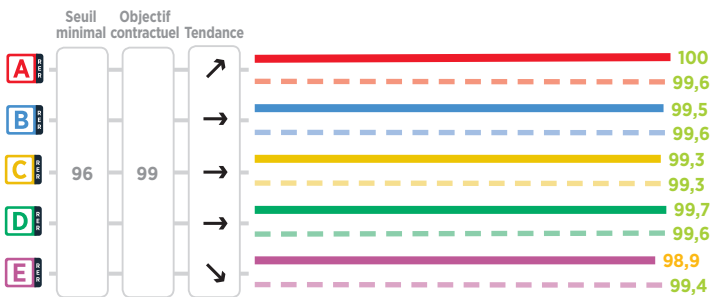 Seuil Objectif
minimal contractuel Tendance
A RER 100
99,6
B RER 99,5
99,6
C RER 96 99 99,3
99,3
D RER 99,7
99,6
E RER 98,9
99,4